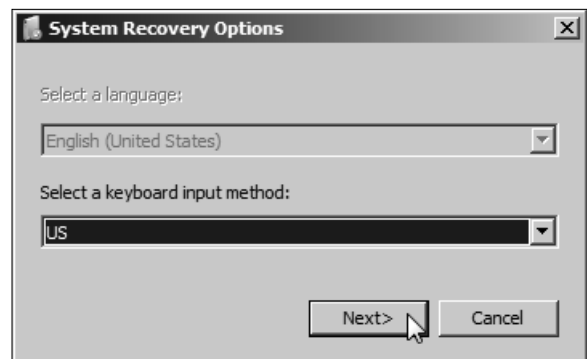 System Recovery Options
Select a language:
English (United States)
Select a keyboard input method:
US
Next>
Cancel